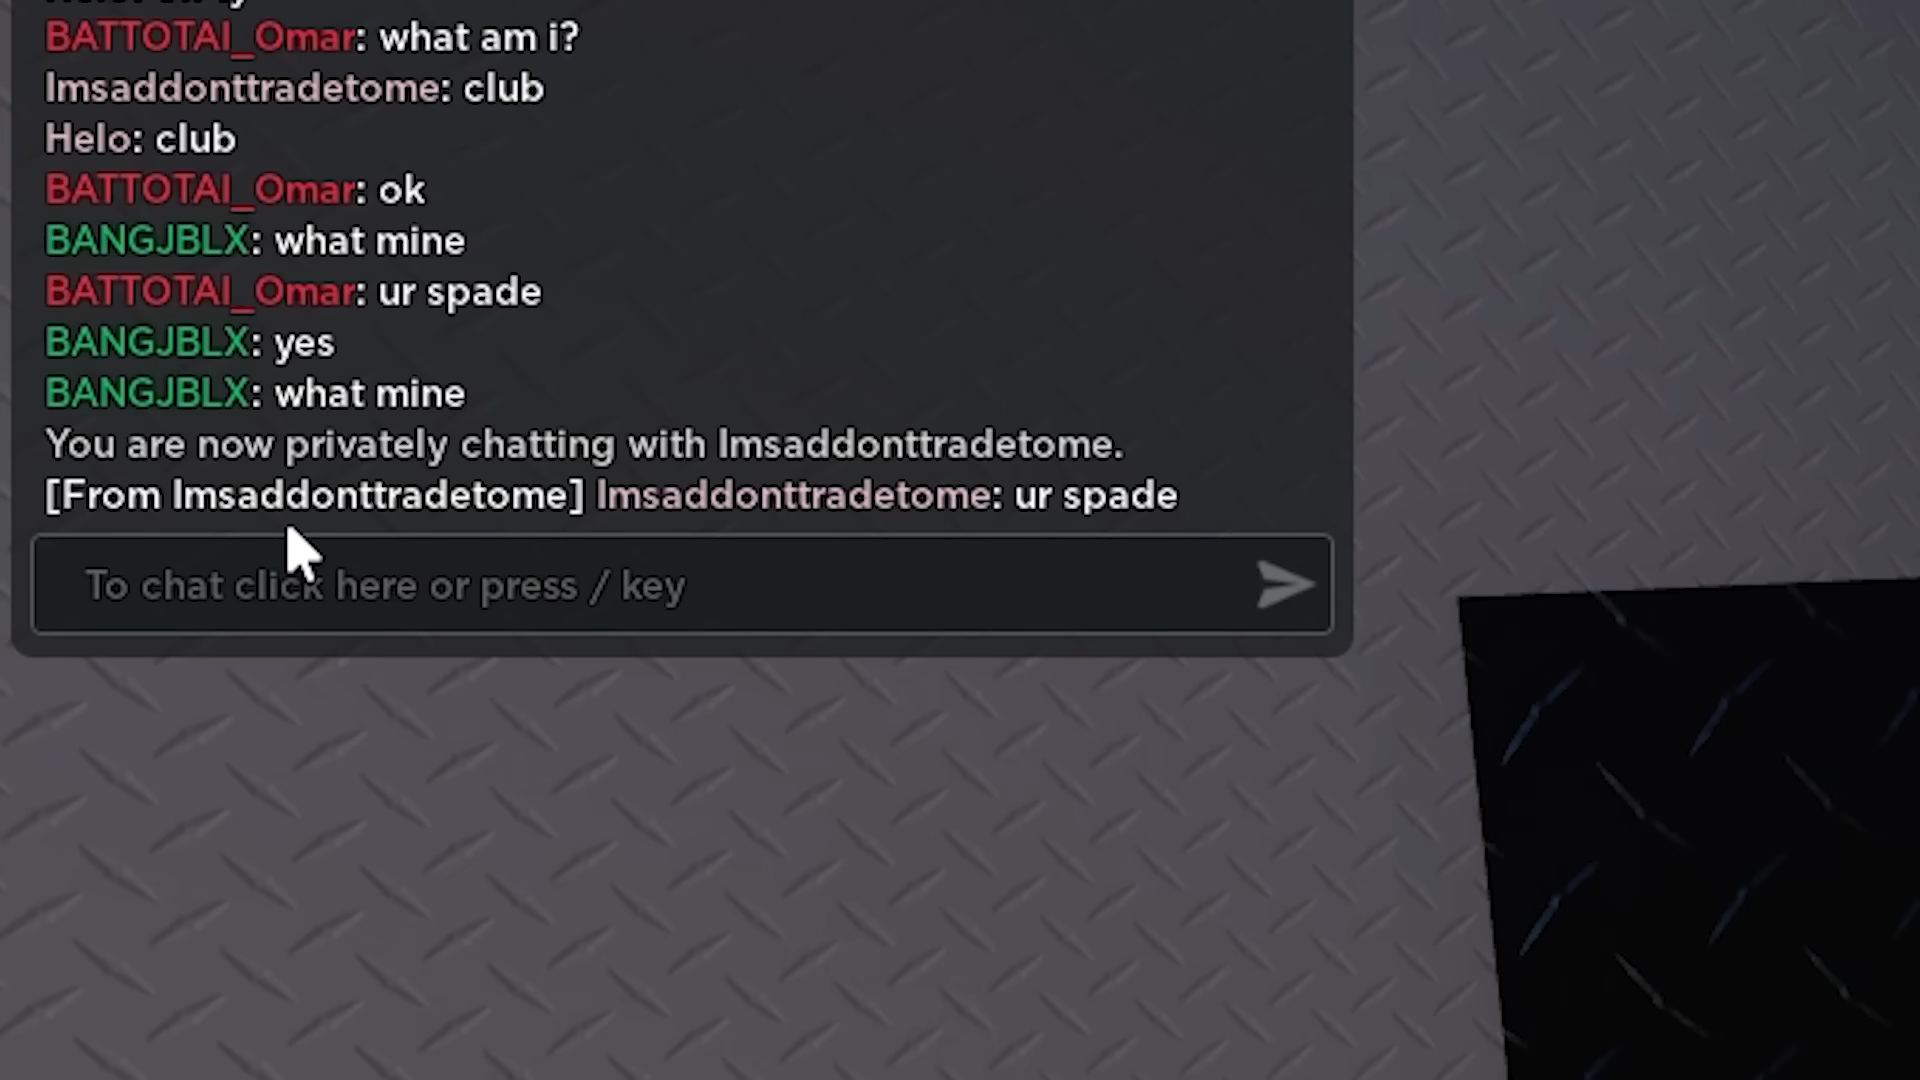 BATTOTAI_Omar: what am i?
Imsaddonttradetome: club
Helo: club
BATTOTAI_Omar: ok
BANGJBLX: what mine
BATTOTAI_Omar: ur spade
BANGJBLX: yes
BANGJBLX: what mine
You are now privately chatting with Imsaddonttradetome.
[From Imsaddonttradetome] Imsaddonttradetome: ur spade
To chat click here or press / key